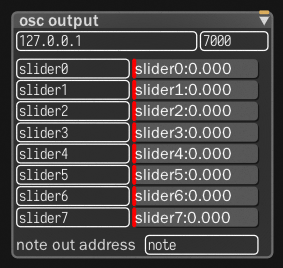 osc output
127.0.0.1 7000
slider0 slider0:0.000
slider1 slider1:0.000
slider2 slider2:0.000
slider3 slider3:0.000
slider4 slider4:0.000
slider5 slider5:0.000
slider6 slider6:0.000
slider7 slider7:0.000
note out address note